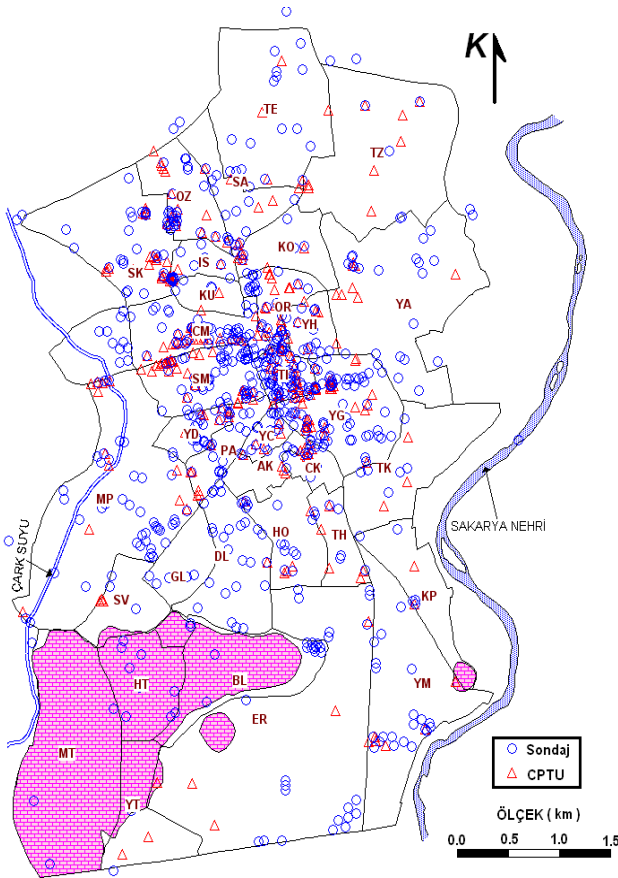 K
TE
TZ
SA
OZ
KO
SK
IS
KU
YA
OR
CM
YH
SM
TI
YG
YD
YC
PA
AK
CK
TK
MP
SAKARYA NEHRİ
HO
TH
DL
ÇARK SUYU
GL
SV
KP
HT
BL
YM
ER
MT
YT
Sondaj
CPTU
ÖLÇEK ( km )
0.0 0.5 1.0 1.5